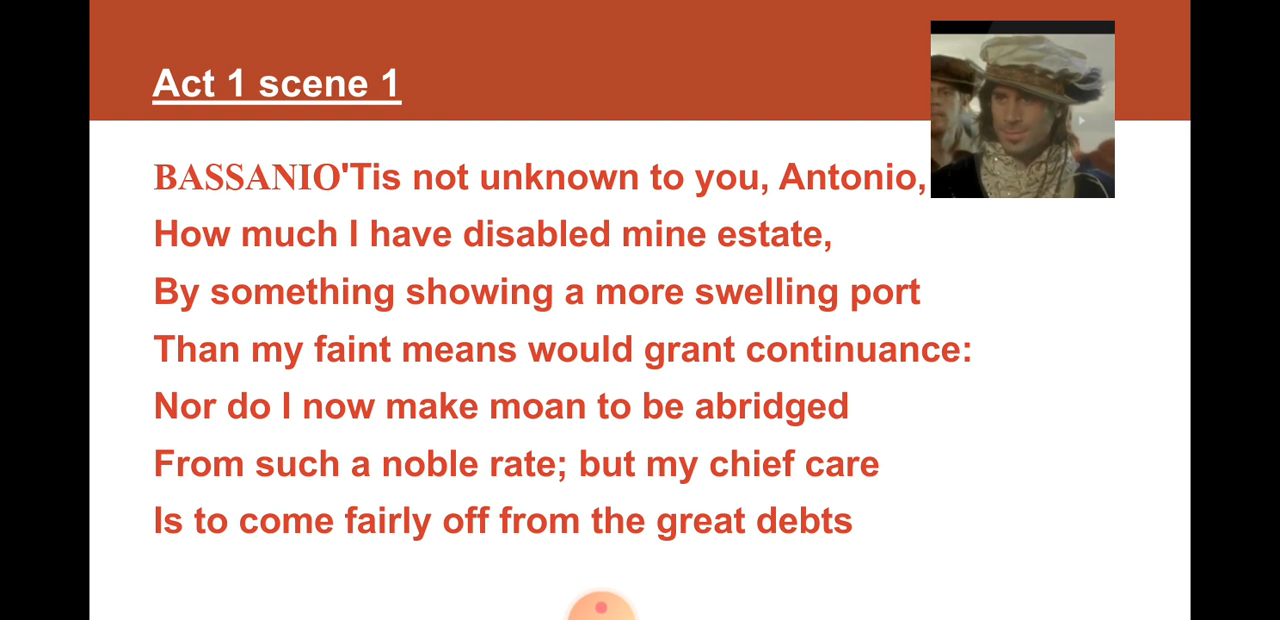 Act 1 scene 1
BASSANIO'Tis not unknown to you, Antonio,
How much I have disabled mine estate,
By something showing a more swelling port
Than my faint means would grant continuance:
Nor do I now make moan to be abridged
From such a noble rate; but my chief care
Is to come fairly off from the great debts